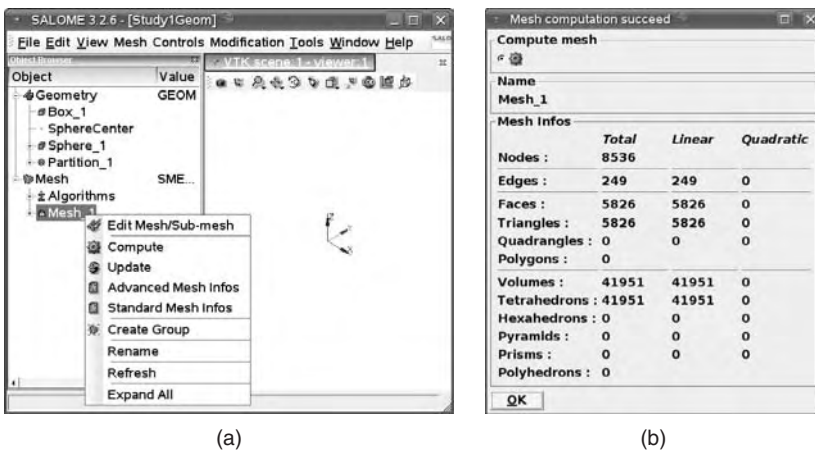 SALOME 3.2.6 - [Study1Geom]
File Edit View Mesh Controls Modification Tools Window Help
Object Browser
VTK scene:1 - viewer:1
Object Value
Geometry GEOM
Box_1
SphereCenter
Sphere_1
Partition_1
Mesh SME...
Algorithms
Mesh_1
Edit Mesh/Sub-mesh
Compute
Update
Advanced Mesh Infos
Standard Mesh Infos
Create Group
Rename
Refresh
Expand All
(a)
Mesh computation succeed
Compute mesh
Name
Mesh_1
Mesh Infos
Total Linear Quadratic
Nodes : 8536
Edges : 249 249 0
Faces : 5826 5826 0
Triangles : 5826 5826 0
Quadrangles : 0 0 0
Polygons : 0
Volumes : 41951 41951 0
Tetrahedrons : 41951 41951 0
Hexahedrons : 0 0 0
Pyramids : 0 0 0
Prisms : 0 0 0
Polyhedrons : 0
OK
(b)